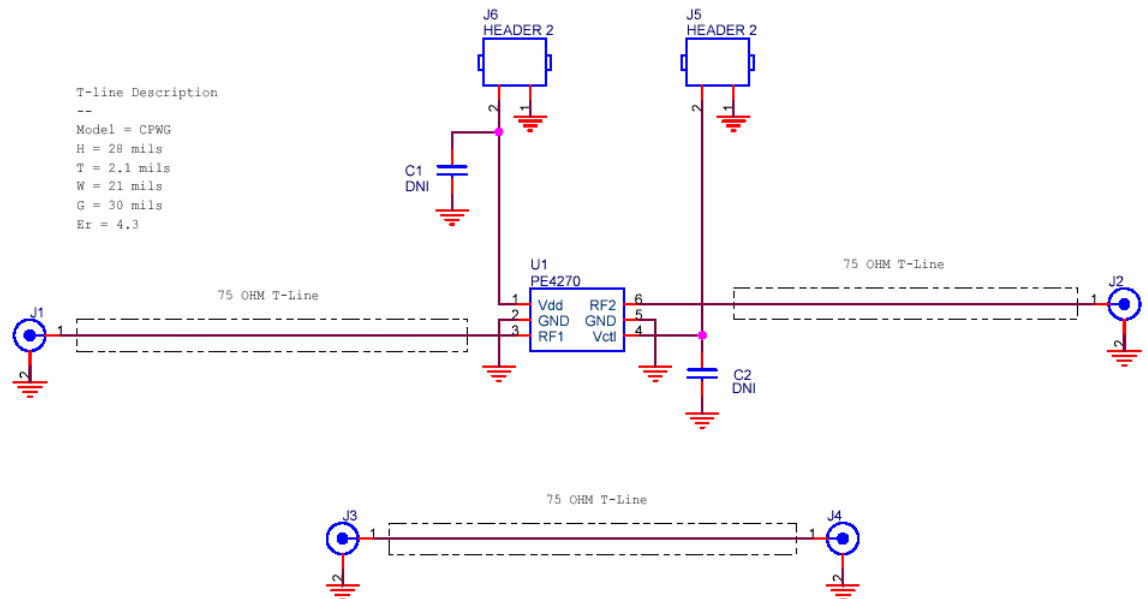 J6
HEADER 2
J5
HEADER 2
2
1
2
1
T-line Description
--
Model = CPWG
H = 28 mils
T = 2.1 mils
W = 21 mils
G = 30 mils
Er = 4.3
C1
DNI
U1
PE4270
75 OHM T-Line
75 OHM T-Line
J1
1
2
1 Vdd RF2 6
2 GND GND 5
3 RF1 Vctl 4
J2
1
2
C2
DNI
75 OHM T-Line
J3
1
2
J4
1
2